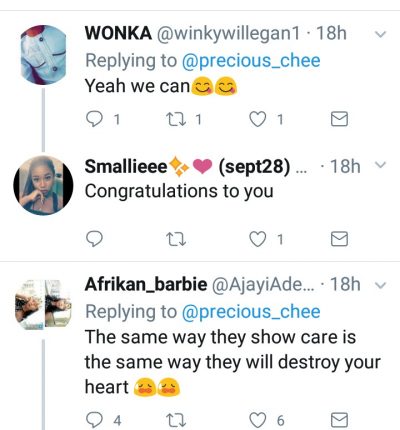 WONKA @winkywillegan1 · 18h
Replying to @precious_chee
Yeah we can😋😋
1 1 1
Smallieee✨❤ (sept28) ... · 18h
Congratulations to you
1
Afrikan_barbie @AjayiAde... · 18h
Replying to @precious_chee
The same way they show care is
the same way they will destroy your
heart 😩😩
4 6